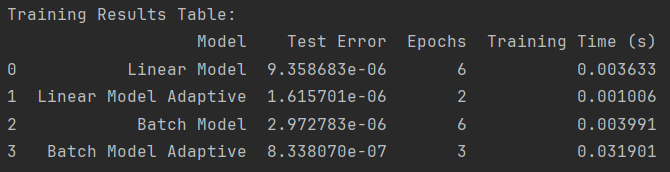 Training Results Table:
Model Test Error Epochs Training Time (s)
0 Linear Model 9.358683e-06 6 0.003633
1 Linear Model Adaptive 1.615701e-06 2 0.001006
2 Batch Model 2.972783e-06 6 0.003991
3 Batch Model Adaptive 8.338070e-07 3 0.031901